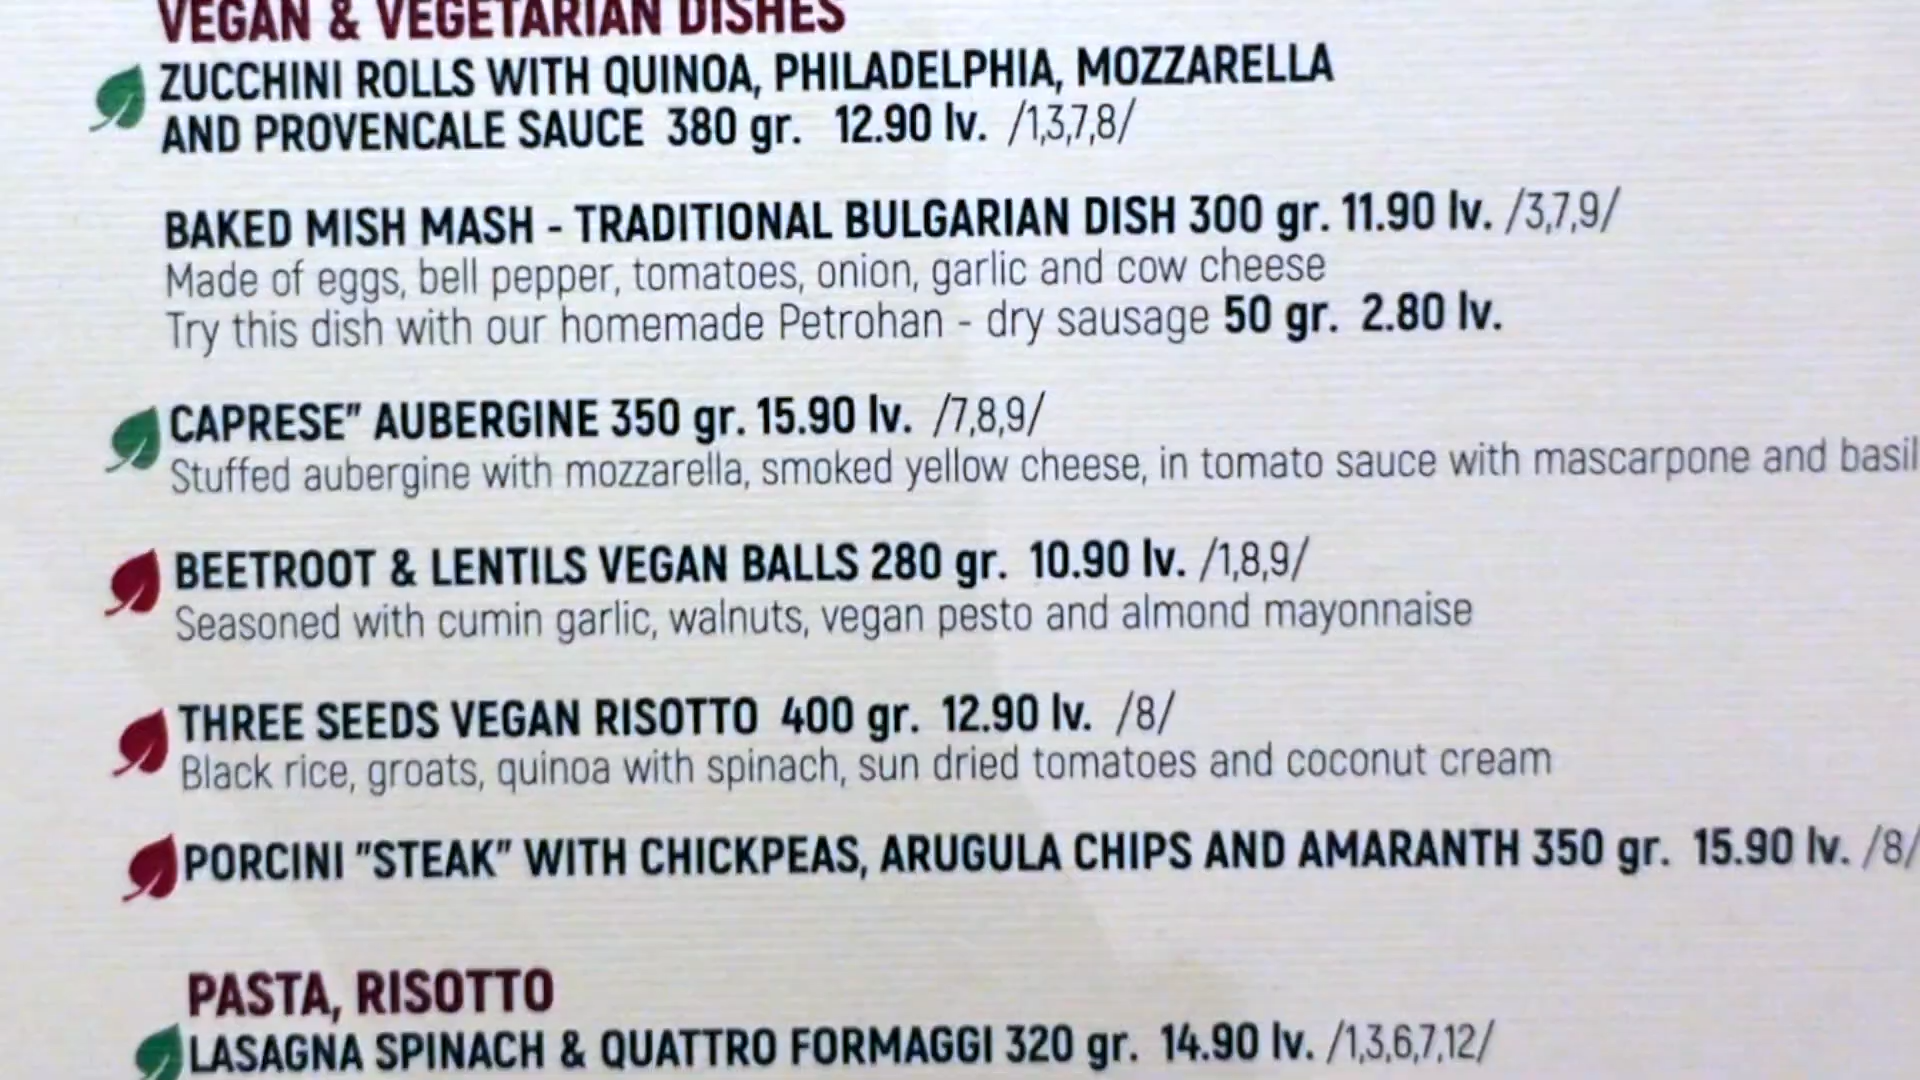 VEGAN & VEGETARIAN DISHES
ZUCCHINI ROLLS WITH QUINOA, PHILADELPHIA, MOZZARELLA
AND PROVENCALE SAUCE 380 gr. 12.90 lv. /1,3,7,8/
BAKED MISH MASH - TRADITIONAL BULGARIAN DISH 300 gr. 11.90 lv. /3,7,9/
Made of eggs, bell pepper, tomatoes, onion, garlic and cow cheese
Try this dish with our homemade Petrohan - dry sausage 50 gr. 2.80 lv.
CAPRESE" AUBERGINE 350 gr. 15.90 lv. /7,8,9/
Stuffed aubergine with mozzarella, smoked yellow cheese, in tomato sauce with mascarpone and basil
BEETROOT & LENTILS VEGAN BALLS 280 gr. 10.90 lv. /1,8,9/
Seasoned with cumin garlic, walnuts, vegan pesto and almond mayonnaise
THREE SEEDS VEGAN RISOTTO 400 gr. 12.90 lv. /8/
Black rice, groats, quinoa with spinach, sun dried tomatoes and coconut cream
PORCINI "STEAK" WITH CHICKPEAS, ARUGULA CHIPS AND AMARANTH 350 gr. 15.90 lv. /8/
PASTA, RISOTTO
LASAGNA SPINACH & QUATTRO FORMAGGI 320 gr. 14.90 lv. /1,3,6,7,12/